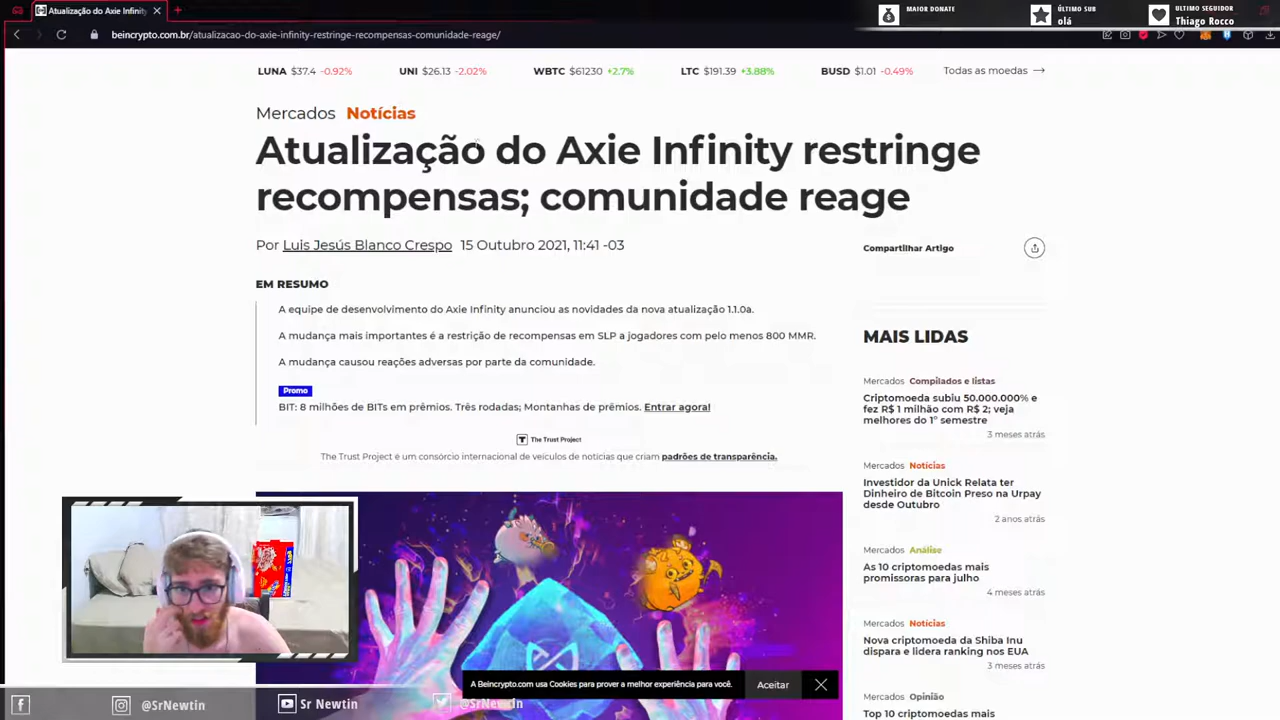 Atualização do Axie Infinity
MAIOR DONATE
ÚLTIMO SUB
olá
ÚLTIMO SEGUIDOR
Thiago Rocco
beincrypto.com.br/atualizacao-do-axie-infinity-restringe-recompensas-comunidade-reage/
LUNA $37.4 -0.92% UNI $26.13 -2.02% WBTC $61230 +2.7% LTC $191.39 +3.88% BUSD $1.01 -0.49% Todas as moedas →
Mercados Notícias
Atualização do Axie Infinity restringe
recompensas; comunidade reage
Por Luis Jesús Blanco Crespo 15 Outubro 2021, 11:41 -03
Compartilhar Artigo
EM RESUMO
A equipe de desenvolvimento do Axie Infinity anunciou as novidades da nova atualização 1.1.0a.
A mudança mais importantes é a restrição de recompensas em SLP a jogadores com pelo menos 800 MMR.
A mudança causou reações adversas por parte da comunidade.
Promo
BIT: 8 milhões de BITs em prêmios. Três rodadas; Montanhas de prêmios. Entrar agora!
The Trust Project
The Trust Project é um consórcio internacional de veículos de notícias que criam padrões de transparência.
MAIS LIDAS
Mercados Compilados e listas
Criptomoeda subiu 50.000.000% e
fez R$ 1 milhão com R$ 2; veja
melhores do 1º semestre
3 meses atrás
Mercados Notícias
Investidor da Unick Relata ter
Dinheiro de Bitcoin Preso na Urpay
desde Outubro
2 anos atrás
Mercados Análise
As 10 criptomoedas mais
promissoras para julho
4 meses atrás
Mercados Notícias
Nova criptomoeda da Shiba Inu
dispara e lidera ranking nos EUA
3 meses atrás
Mercados Opinião
Top 10 criptomoedas mais
A Beincrypto.com usa Cookies para prover a melhor experiência para você.
Aceitar
@SrNewtin
Sr Newtin
@SrNewtin